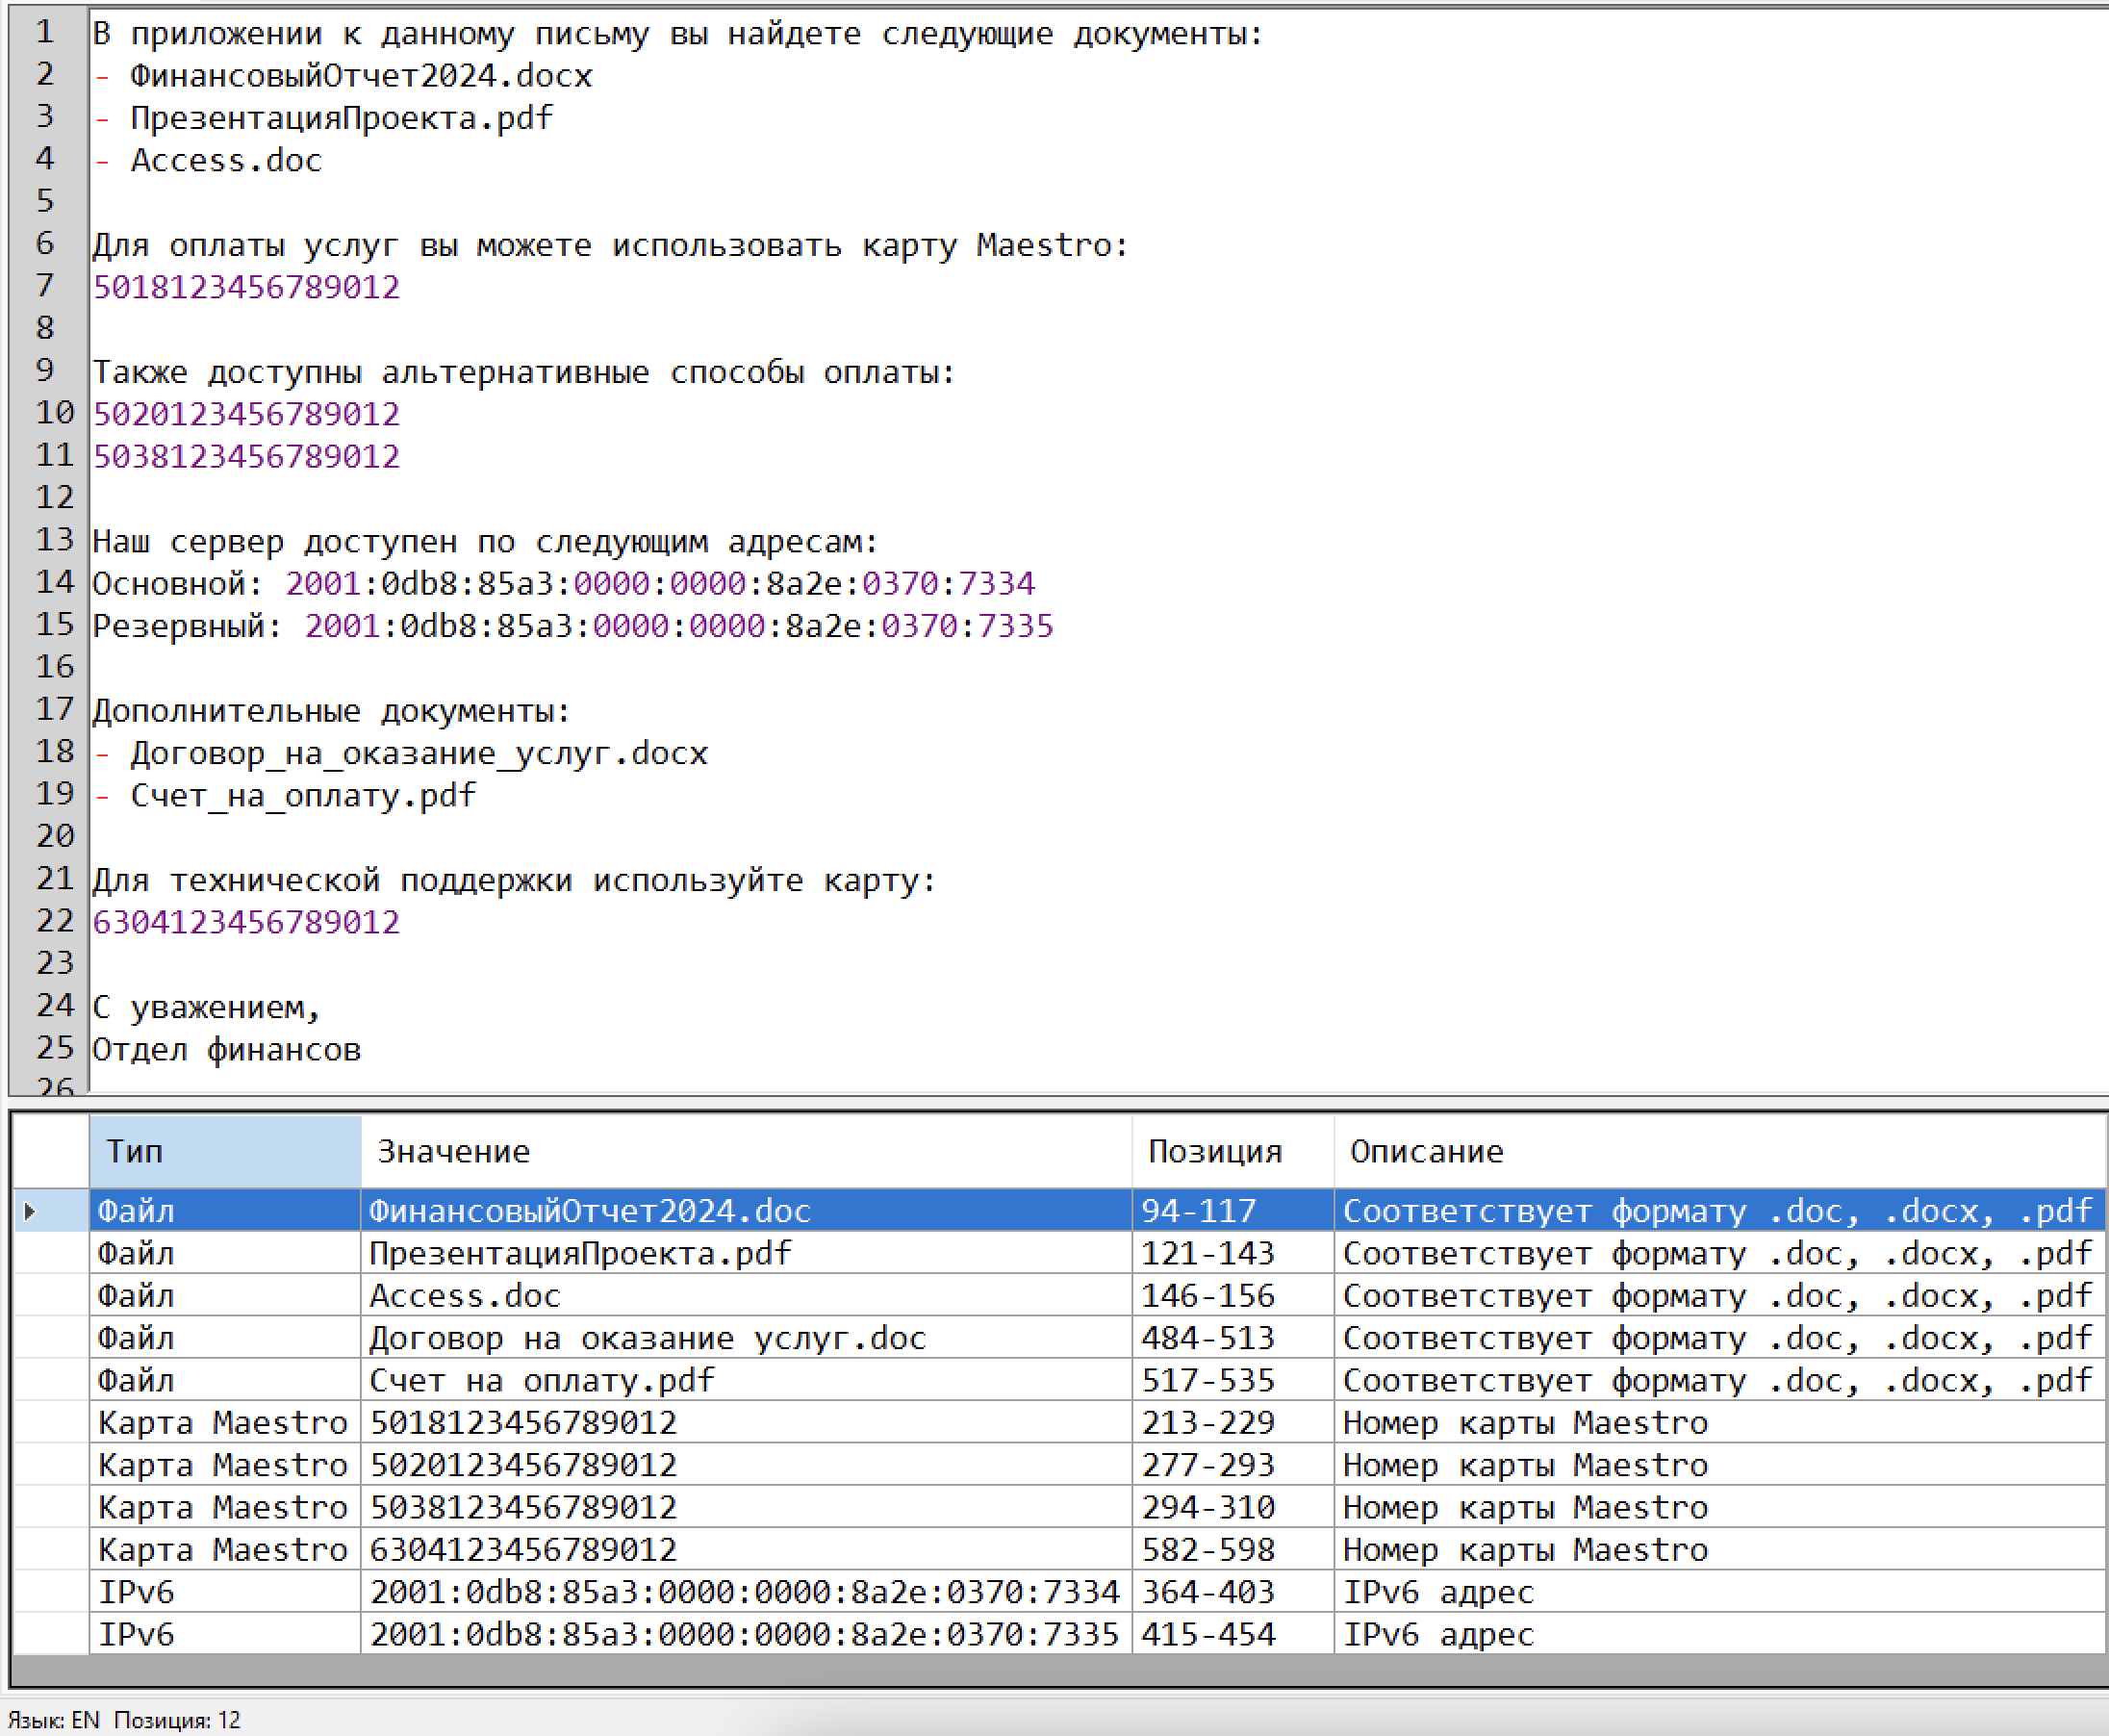 1 В приложении к данному письму вы найдете следующие документы:
2 - ФинансовыйОтчет2024.docx
3 - ПрезентацияПроекта.pdf
4 - Access.doc
5
6 Для оплаты услуг вы можете использовать карту Maestro:
7 5018123456789012
8
9 Также доступны альтернативные способы оплаты:
10 5020123456789012
11 5038123456789012
12
13 Наш сервер доступен по следующим адресам:
14 Основной: 2001:0db8:85a3:0000:0000:8a2e:0370:7334
15 Резервный: 2001:0db8:85a3:0000:0000:8a2e:0370:7335
16
17 Дополнительные документы:
18 - Договор_на_оказание_услуг.docx
19 - Счет_на_оплату.pdf
20
21 Для технической поддержки используйте карту:
22 6304123456789012
23
24 С уважением,
25 Отдел финансов
26
Тип Значение Позиция Описание
Файл ФинансовыйОтчет2024.doc 94-117 Соответствует формату .doc, .docx, .pdf
Файл ПрезентацияПроекта.pdf 121-143 Соответствует формату .doc, .docx, .pdf
Файл Access.doc 146-156 Соответствует формату .doc, .docx, .pdf
Файл Договор на оказание услуг.doc 484-513 Соответствует формату .doc, .docx, .pdf
Файл Счет на оплату.pdf 517-535 Соответствует формату .doc, .docx, .pdf
Карта Maestro 5018123456789012 213-229 Номер карты Maestro
Карта Maestro 5020123456789012 277-293 Номер карты Maestro
Карта Maestro 5038123456789012 294-310 Номер карты Maestro
Карта Maestro 6304123456789012 582-598 Номер карты Maestro
IPv6 2001:0db8:85a3:0000:0000:8a2e:0370:7334 364-403 IPv6 адрес
IPv6 2001:0db8:85a3:0000:0000:8a2e:0370:7335 415-454 IPv6 адрес
Язык: EN Позиция: 12